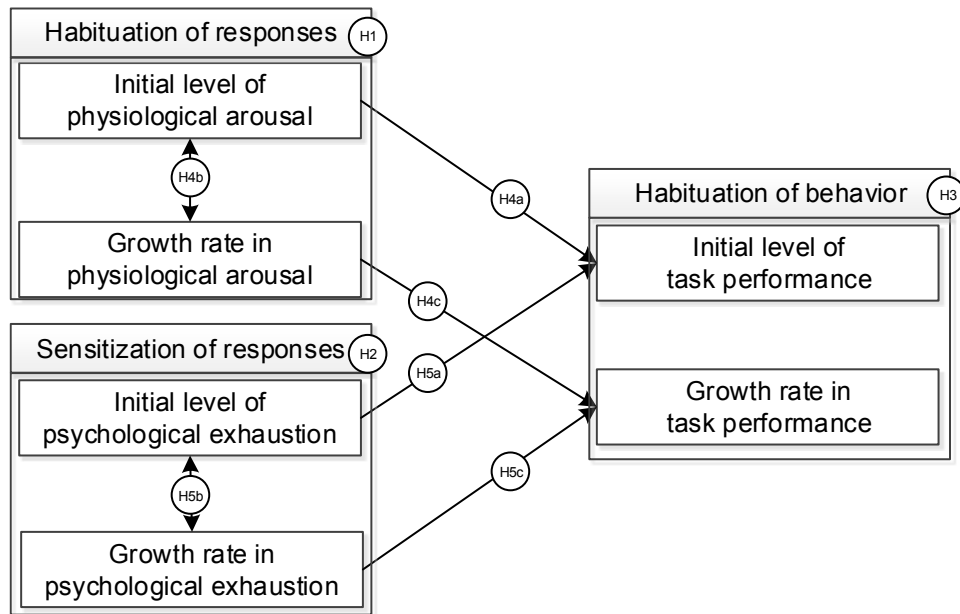 Habituation of responses H1
Initial level of
physiological arousal
H4b
Growth rate in
physiological arousal
Sensitization of responses H2
Initial level of
psychological exhaustion
H5b
Growth rate in
psychological exhaustion
H4a
H4c
H5a
H5c
Habituation of behavior H3
Initial level of
task performance
Growth rate in
task performance